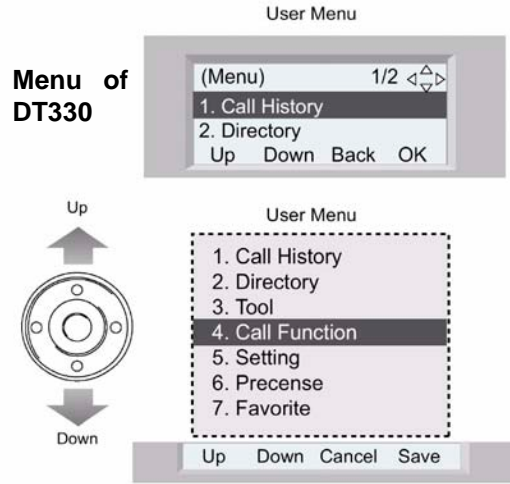 User Menu
Menu of
DT330
(Menu) 1/2
1. Call History
2. Directory
Up Down Back OK
Up
User Menu
1. Call History
2. Directory
3. Tool
4. Call Function
5. Setting
6. Precense
7. Favorite
Down
Up Down Cancel Save